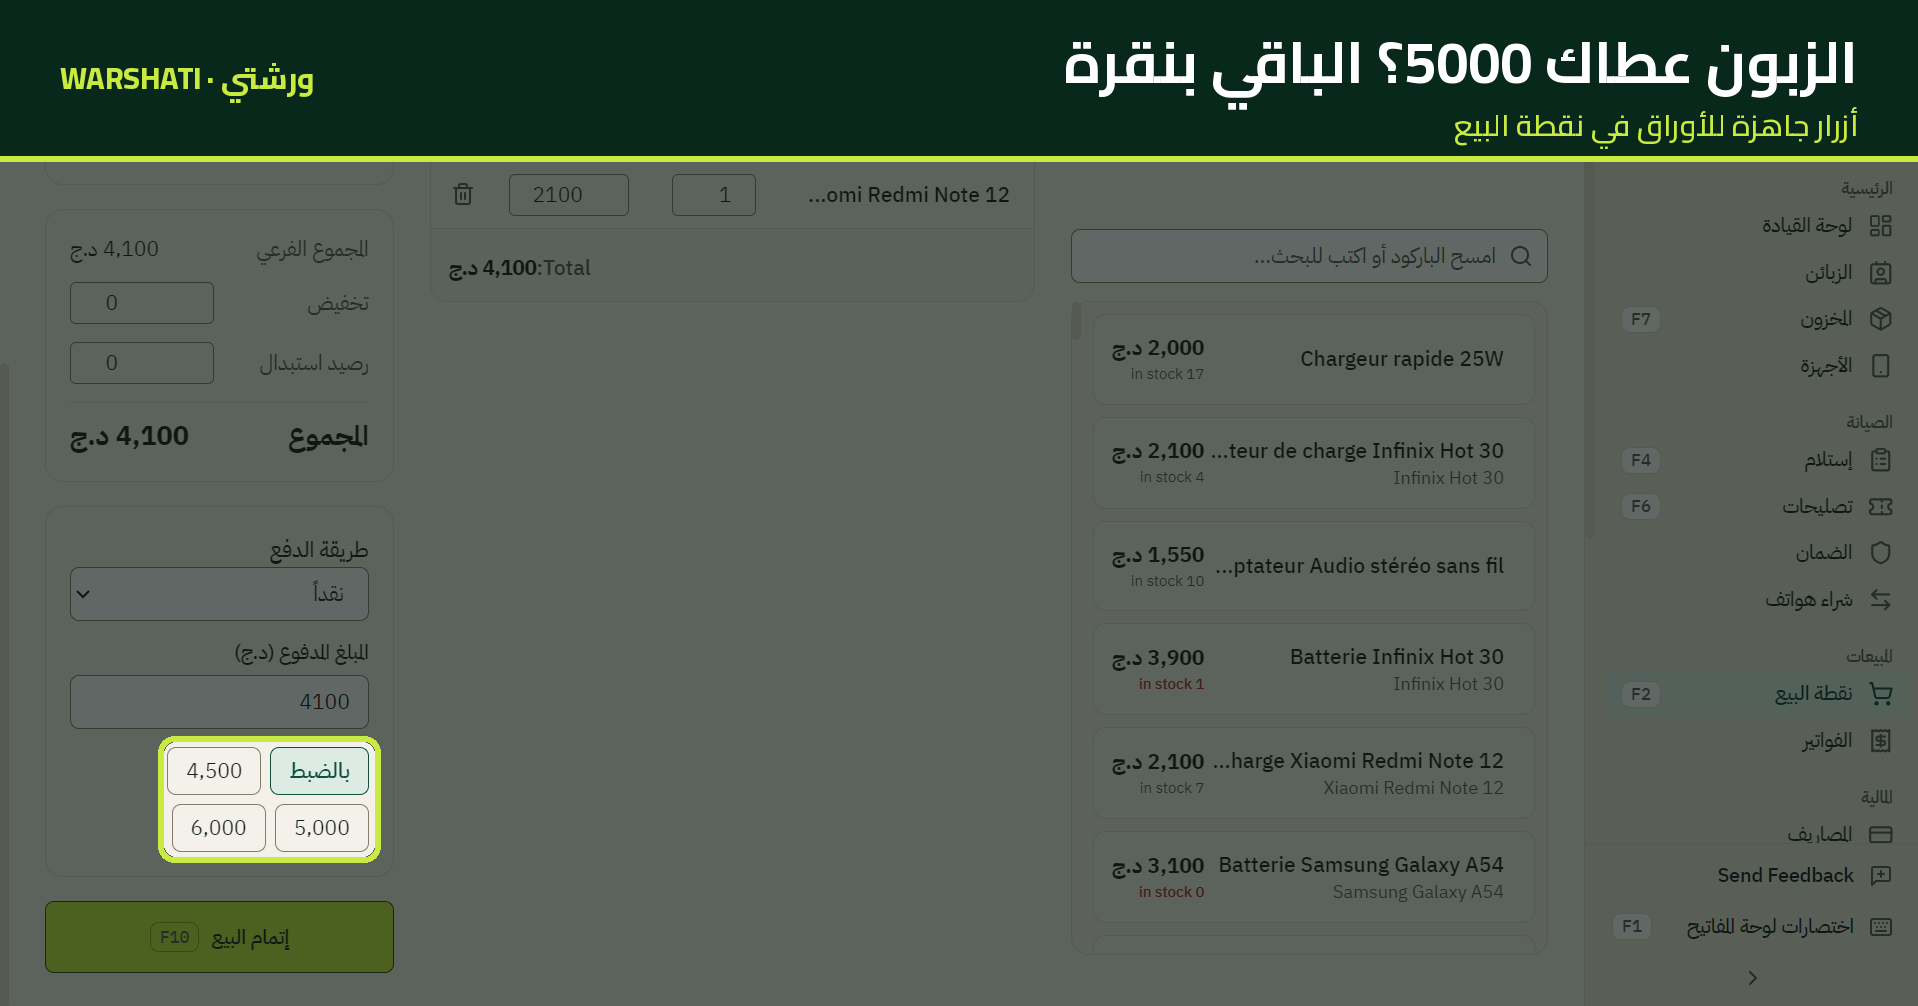 الزبون عطاك 5000؟ الباقي بنقرة
أزرار جاهزة للأوراق في نقطة البيع
WARSHATI · ورشتي
الرئيسية
لوحة القيادة
الزبائن
المخزون F7
الأجهزة
الصيانة
إستلام F4
تصليحات F6
الضمان
شراء هواتف
المبيعات
نقطة البيع F2
الفواتير
المالية
المصاريف
Send Feedback
اختصارات لوحة المفاتيح F1
امسح الباركود أو اكتب للبحث...
Chargeur rapide 25W
2,000 د.ج
in stock 17
...teur de charge Infinix Hot 30
Infinix Hot 30
2,100 د.ج
in stock 4
...ptateur Audio stéréo sans fil
1,550 د.ج
in stock 10
Batterie Infinix Hot 30
Infinix Hot 30
3,900 د.ج
in stock 1
...harge Xiaomi Redmi Note 12
Xiaomi Redmi Note 12
2,100 د.ج
in stock 7
Batterie Samsung Galaxy A54
Samsung Galaxy A54
3,100 د.ج
in stock 0
...omi Redmi Note 12 1 2100
Total: 4,100 د.ج
المجموع الفرعي 4,100 د.ج
تخفيض 0
رصيد استبدال 0
المجموع 4,100 د.ج
طريقة الدفع
نقداً
المبلغ المدفوع (د.ج)
4100
بالضبط 4,500
5,000 6,000
إتمام البيع F10